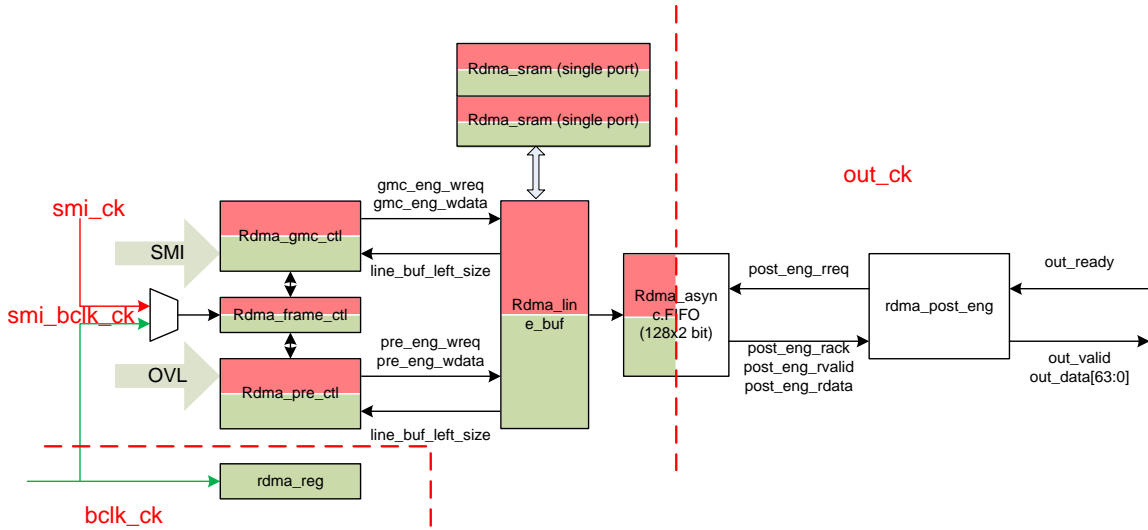 Rdma_sram (single port)
Rdma_sram (single port)
out_ck
smi_ck
SMI
Rdma_gmc_ctl
gmc_eng_wreq
gmc_eng_wdata
line_buf_left_size
smi_bclk_ck
Rdma_frame_ctl
Rdma_lin
e_buf
Rdma_asyn
c.FIFO
(128x2 bit)
post_eng_rreq
rdma_post_eng
out_ready
post_eng_rack
post_eng_rvalid
post_eng_rdata
out_valid
out_data[63:0]
OVL
Rdma_pre_ctl
pre_eng_wreq
pre_eng_wdata
line_buf_left_size
rdma_reg
bclk_ck